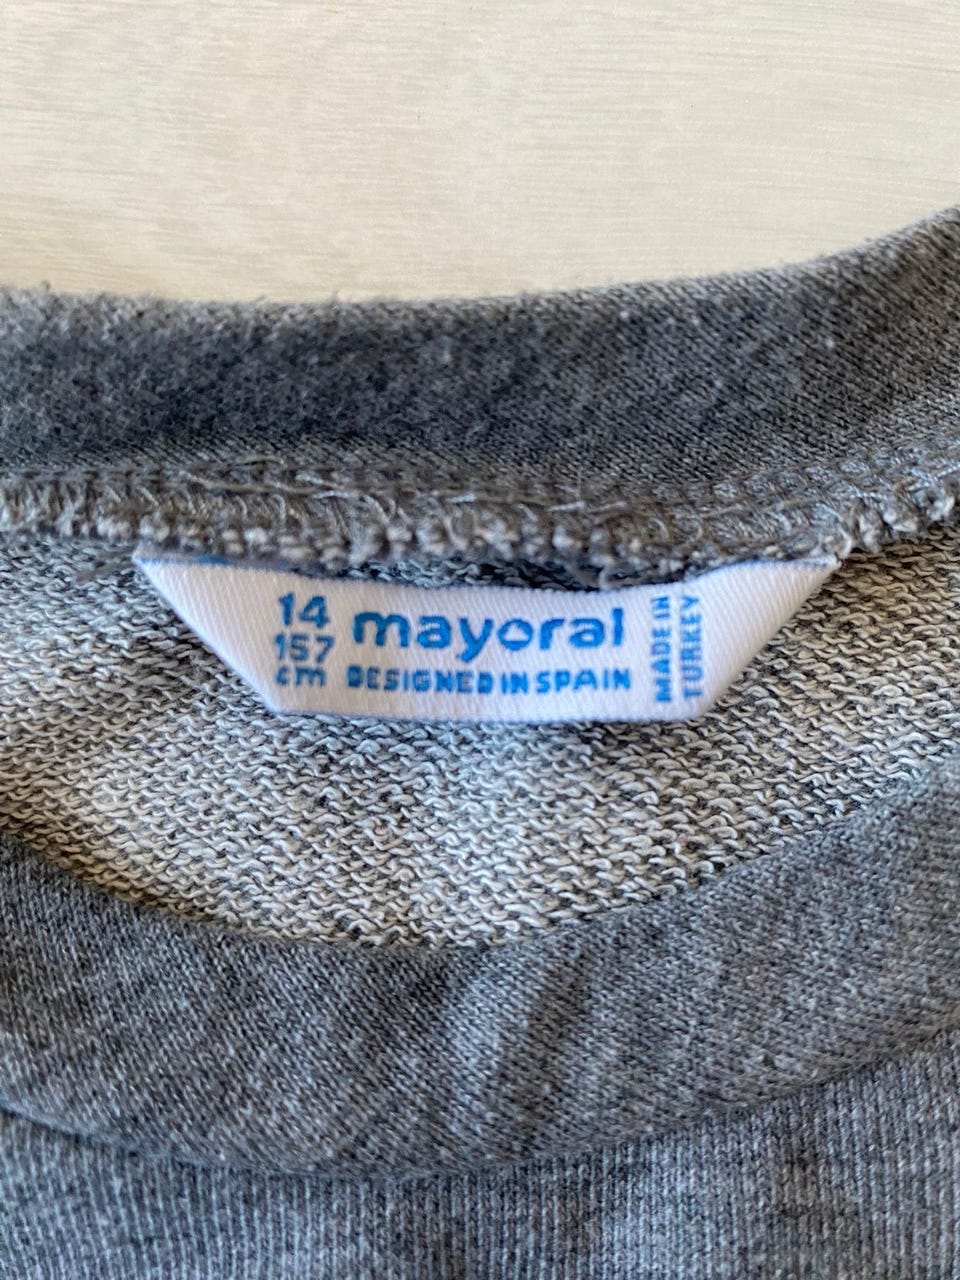 14
157
cm
mayoral
DESIGNED IN SPAIN
MADE IN
TURKEY